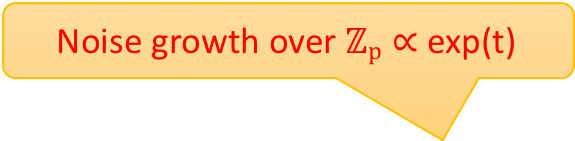 Noise growth over ℤp ∝ exp(t)